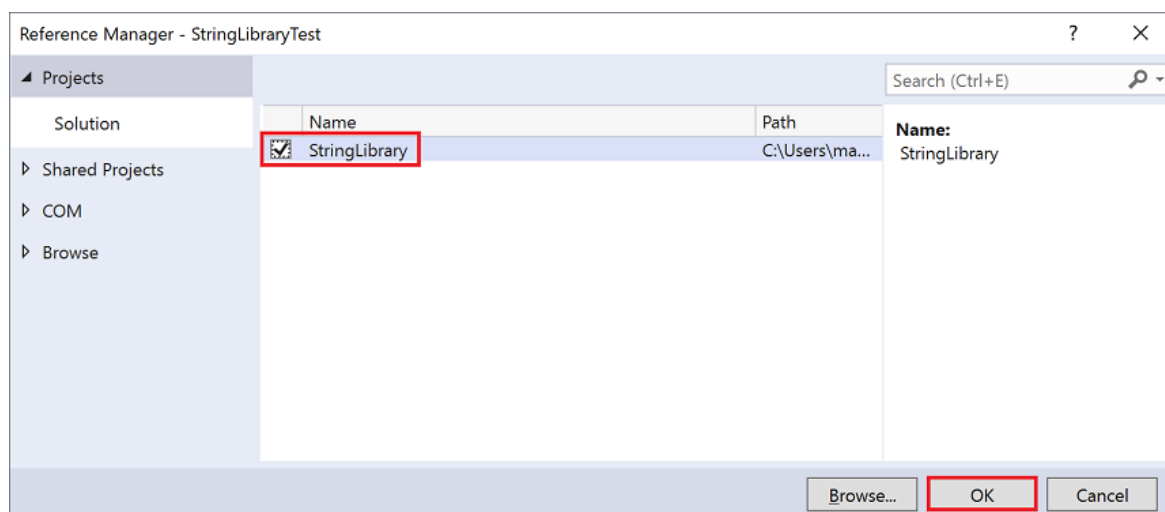 Reference Manager - StringLibraryTest
Projects
Search (Ctrl+E)
Solution
Shared Projects
COM
Browse
Name Path
StringLibrary C:\Users\ma...
Name:
StringLibrary
Browse... OK Cancel